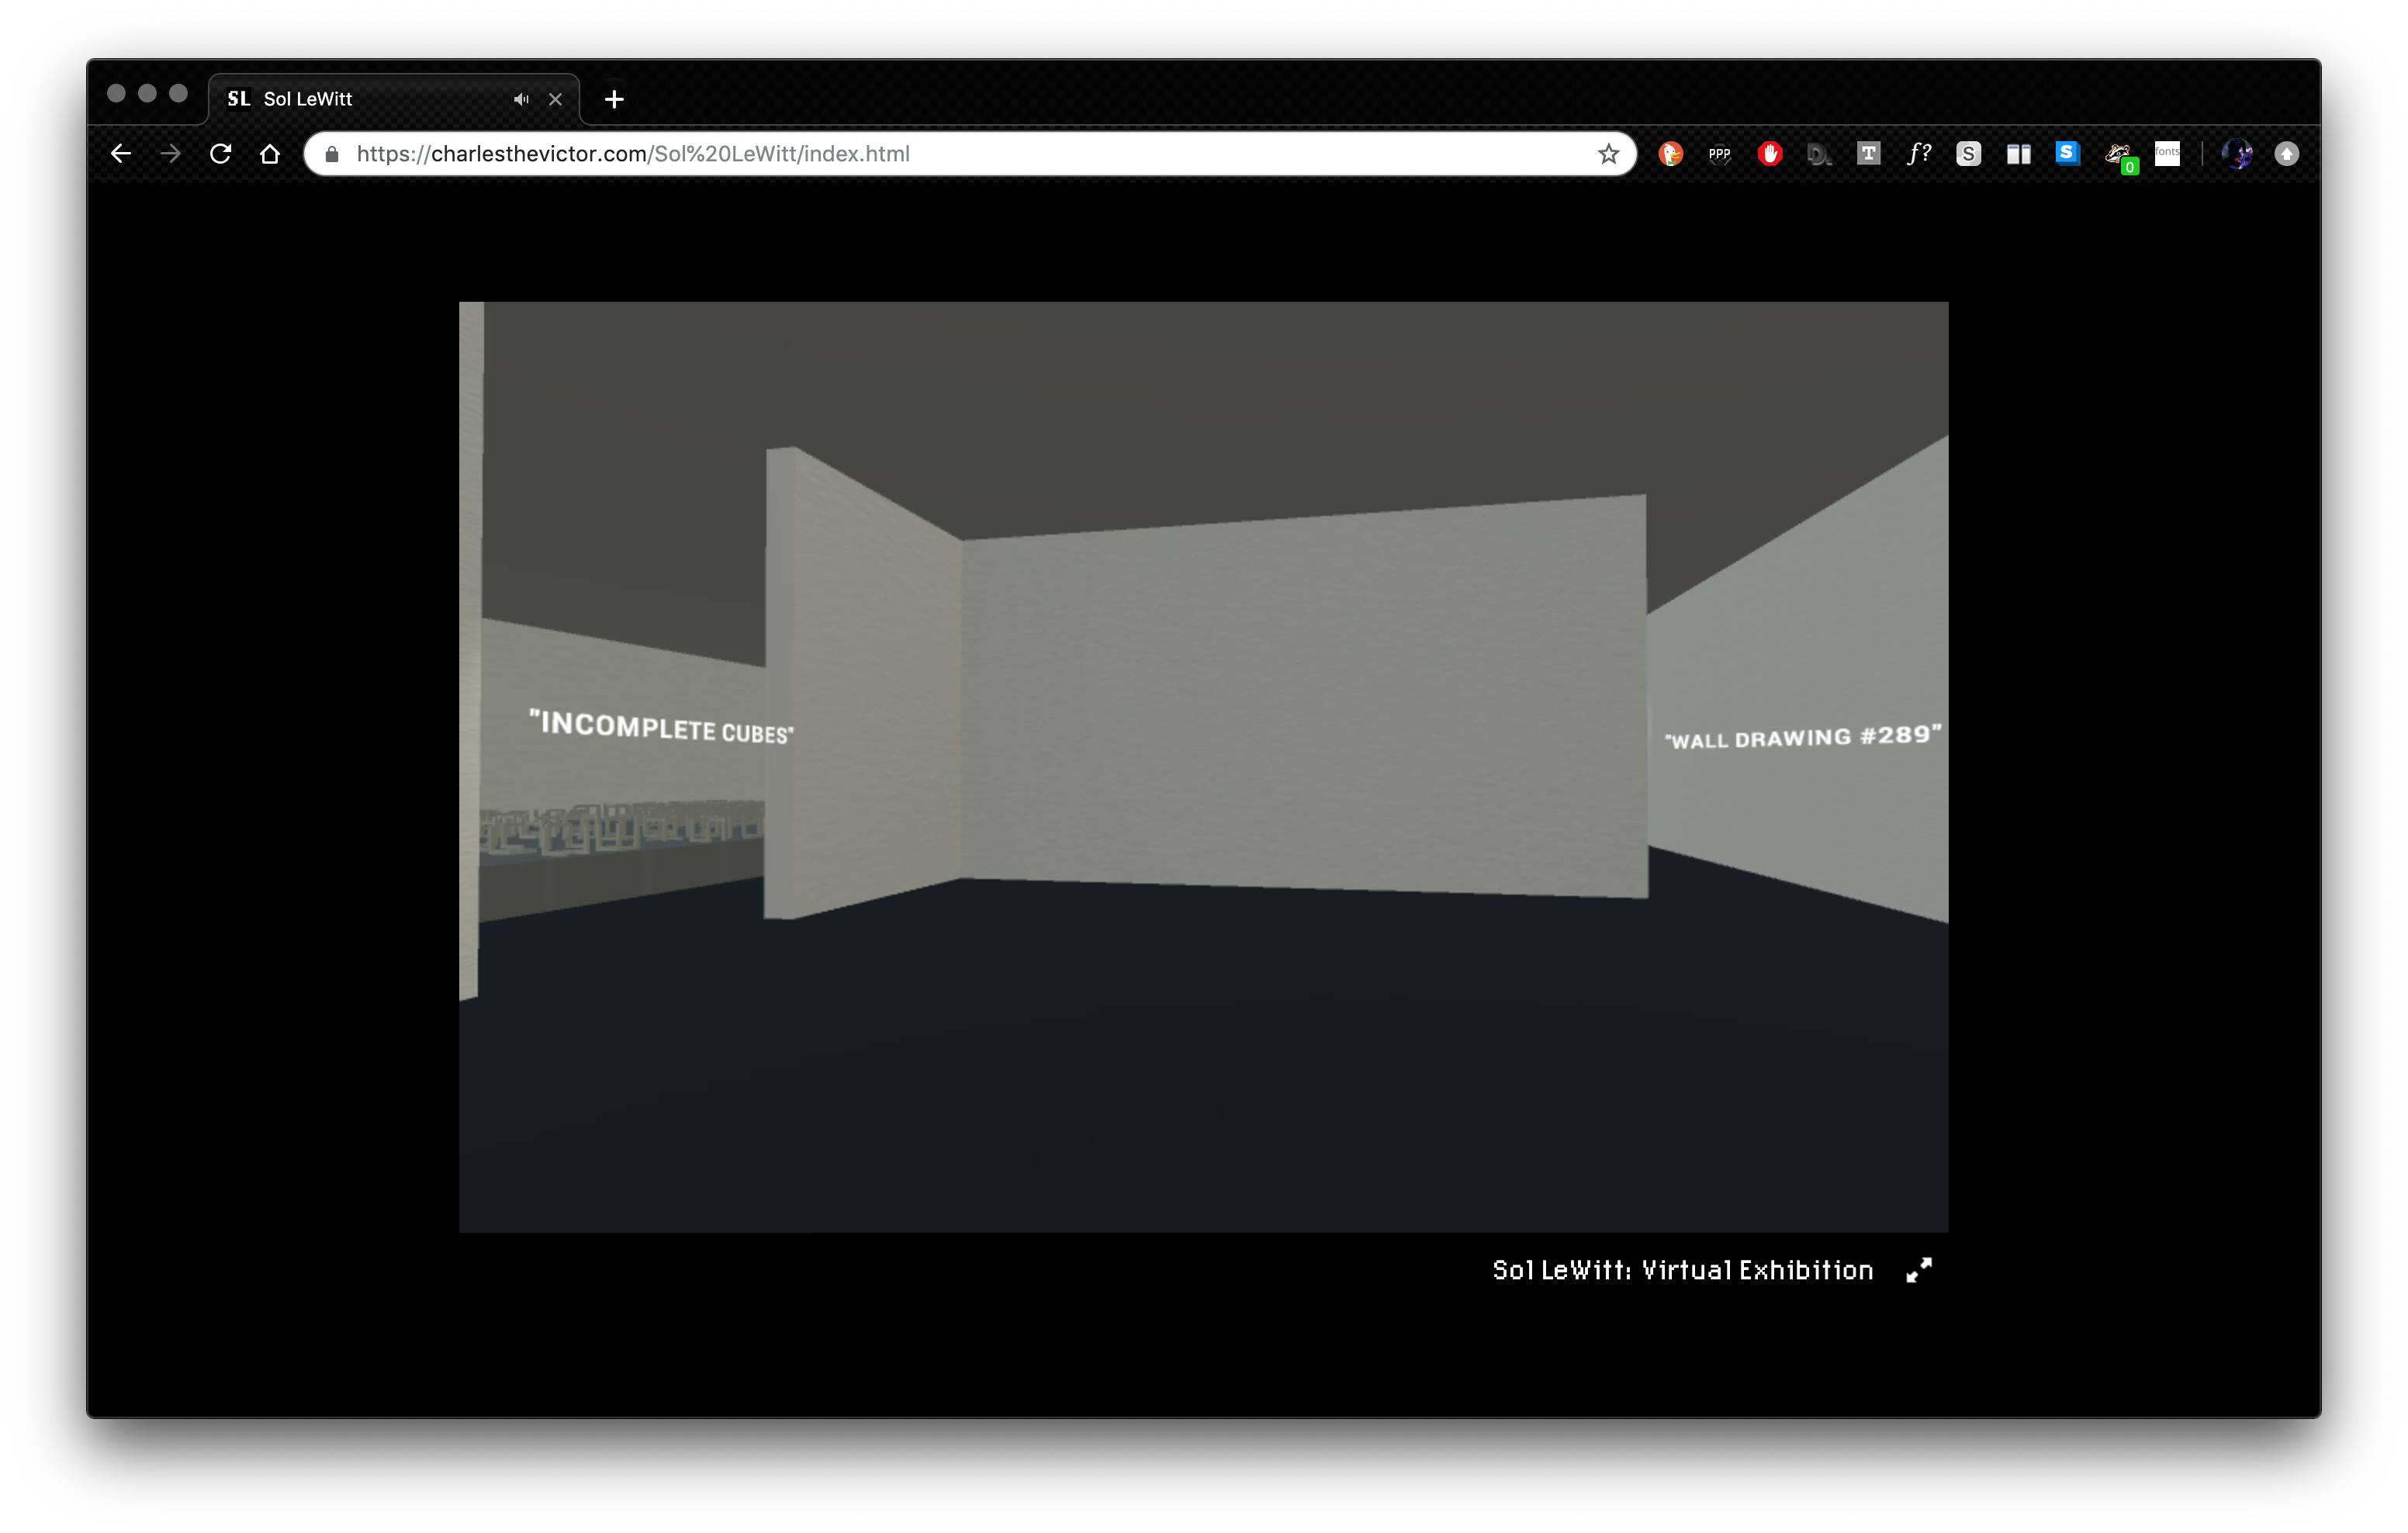 SL Sol LeWitt
https://charlesthevictor.com/Sol%20LeWitt/index.html
PPP
D.
T
f?
S
S
0
fonts
"INCOMPLETE CUBES"
"WALL DRAWING #289"
Sol LeWitt: Virtual Exhibition